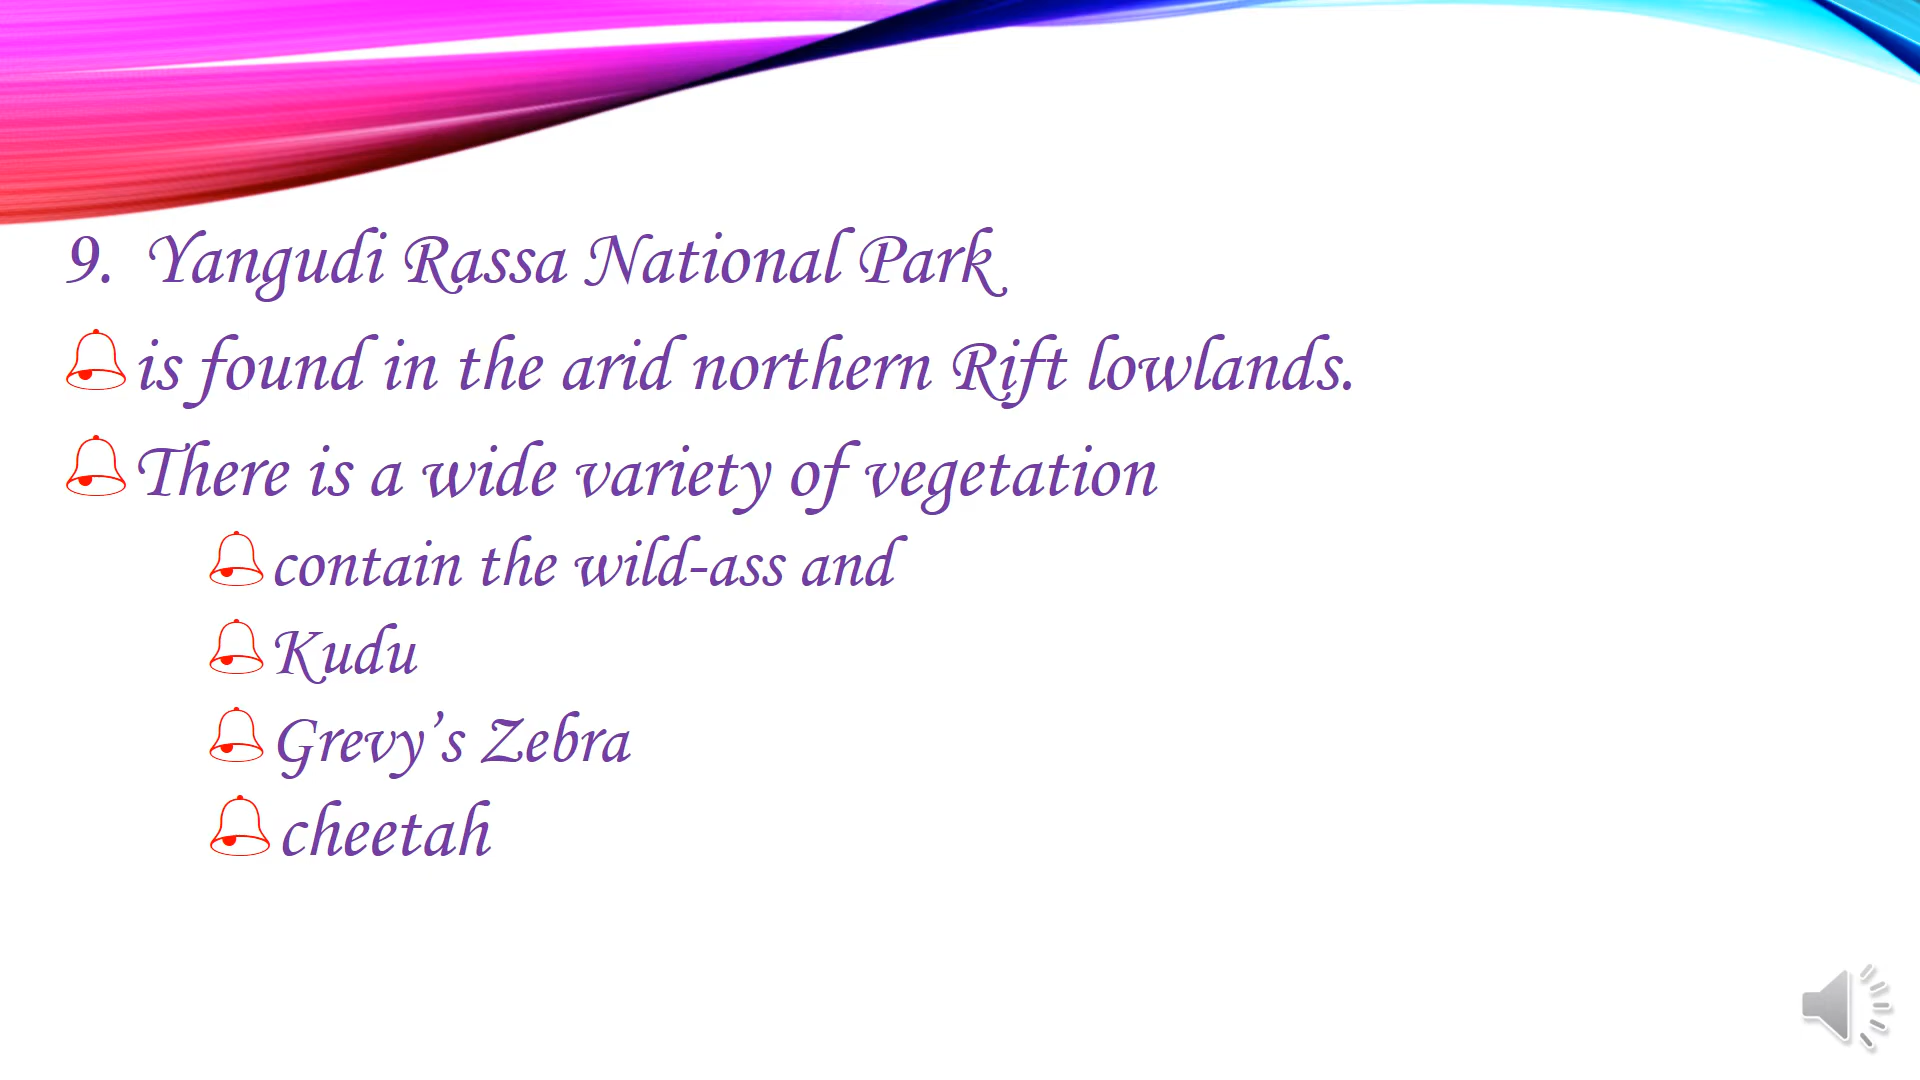 9. Yangudi Rassa National Park
is found in the arid northern Rift lowlands.
There is a wide variety of vegetation
contain the wild-ass and
Kudu
Grevy’s Zebra
cheetah